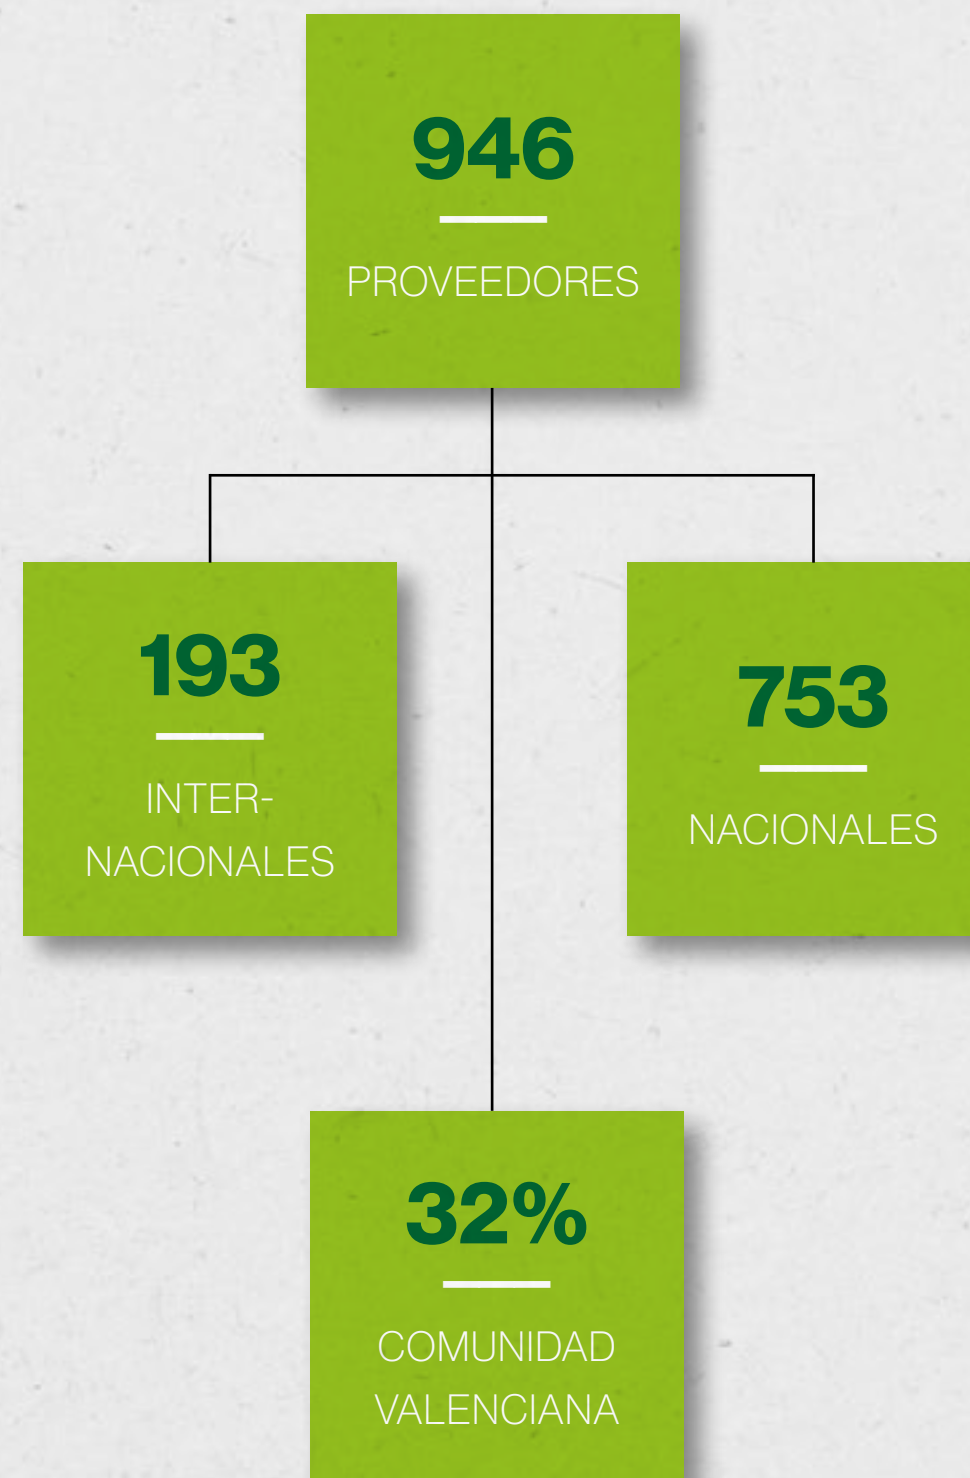 946
PROVEEDORES
193
INTER-
NACIONALES
753
NACIONALES
32%
COMUNIDAD
VALENCIANA